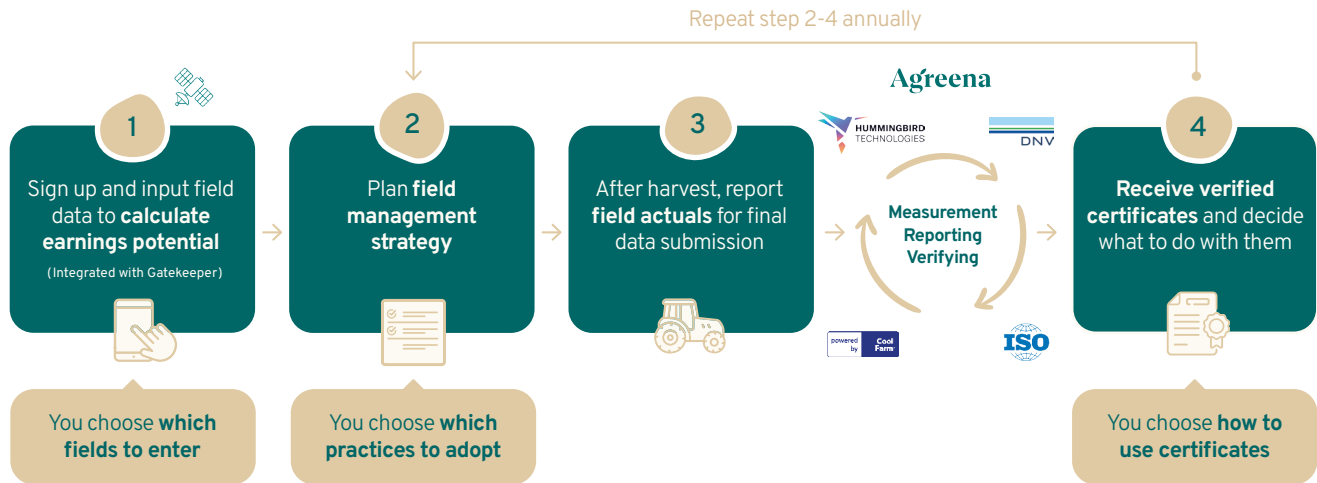 Repeat step 2-4 annually
1
Sign up and input field
data to calculate
earnings potential
(Integrated with Gatekeeper)
You choose which
fields to enter
2
Plan field
management
strategy
You choose which
practices to adopt
3
After harvest, report
field actuals for final
data submission
Agreena
HUMMINGBIRD
TECHNOLOGIES
DNV
Measurement
Reporting
Verifying
powered
by
Cool
Farm
ISO
4
Receive verified
certificates and decide
what to do with them
You choose how to
use certificates